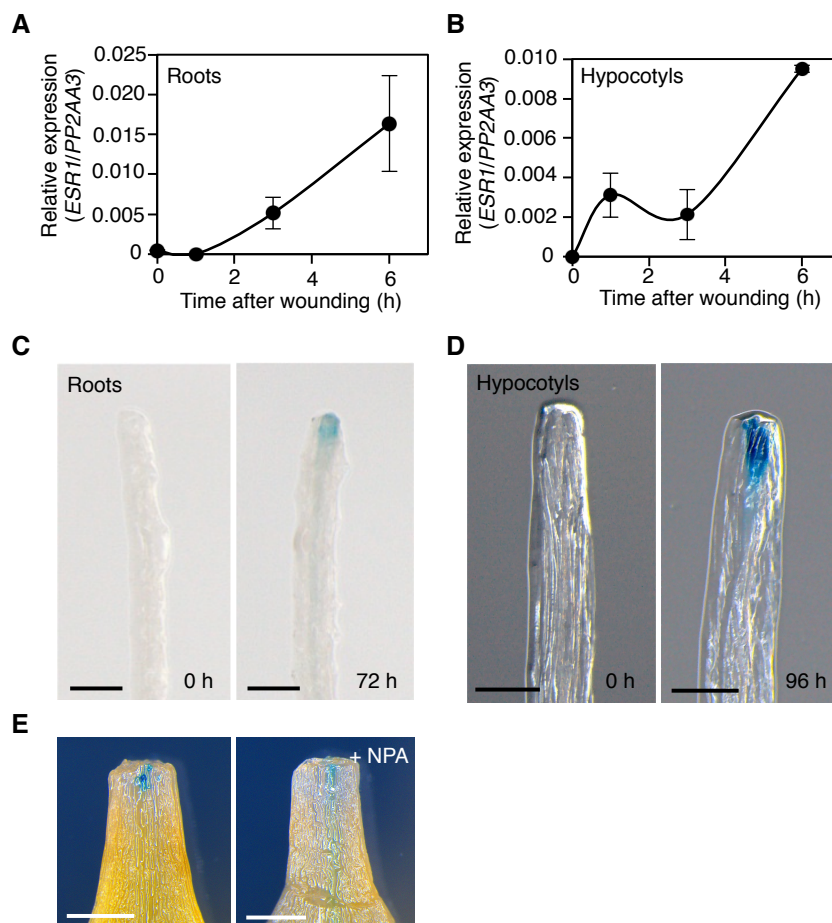 A
Relative expression
(ESR1/PP2AA3)
0.025
0.020
0.015
0.010
0.005
0
Roots
0 2 4 6
Time after wounding (h)
B
Relative expression
(ESR1/PP2AA3)
0.010
0.008
0.006
0.004
0.002
0
Hypocotyls
0 2 4 6
Time after wounding (h)
C
Roots
0 h
72 h
D
Hypocotyls
0 h
96 h
E
+ NPA